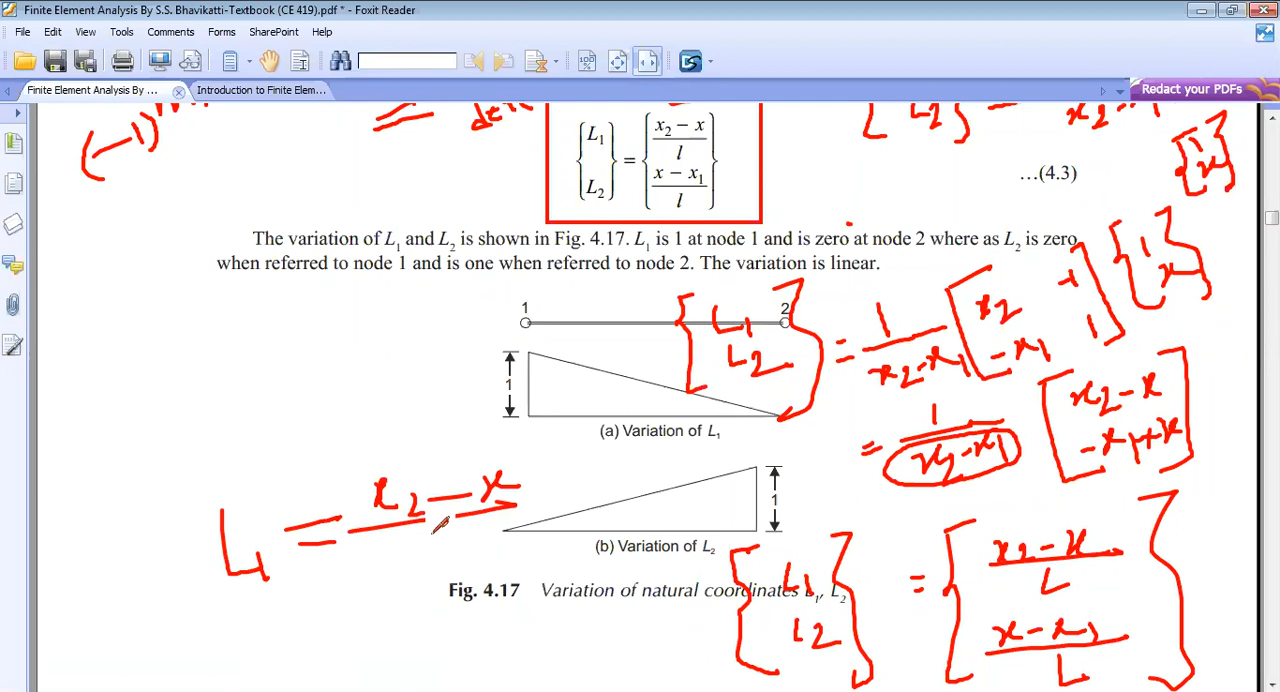 Finite Element Analysis By S.S. Bhavikatti-Textbook (CE 419).pdf * - Foxit Reader
File Edit View Tools Comments Forms SharePoint Help
Finite Element Analysis By ... Introduction to Finite Elem... Redact your PDFs
(-1)
L2
x2 -
{L1 L2} = {x2 – x / l x – x1 / l}
...(4.3)
{1 x}
The variation of L1 and L2 is shown in Fig. 4.17. L1 is 1 at node 1 and is zero at node 2 where as L2 is zero
when referred to node 1 and is one when referred to node 2. The variation is linear.
1 2
{L1 L2} = 1 / x2-x1 [x2 -1 -x1 1] {1 x}
1
(a) Variation of L1
= 1 / x2-x1 [x2-x -x1+x]
L1 = x2 - x
1
(b) Variation of L2
{L1 L2} = {x2-x / L x-x1 / L}
Fig. 4.17 Variation of natural coordinates L1, L2